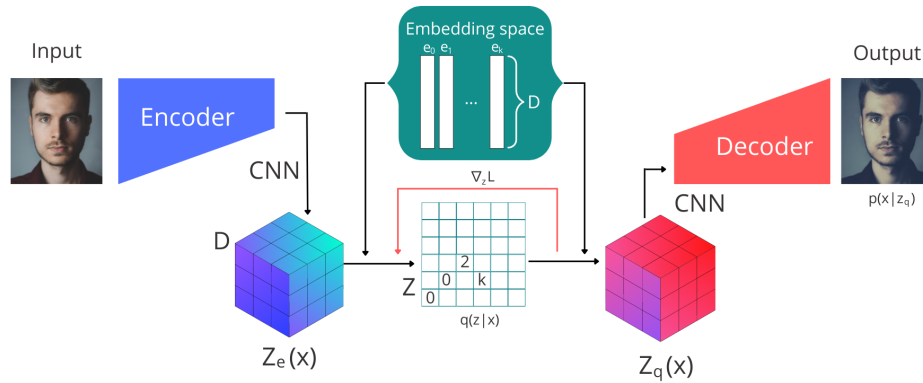 Input
Encoder
CNN
D
Zₑ(x)
Embedding space
e₀ e₁ eₖ
...
D
∇zL
Z
2
0 k
0
q(z|x)
Output
Decoder
CNN
p(x|z_q)
Z_q(x)